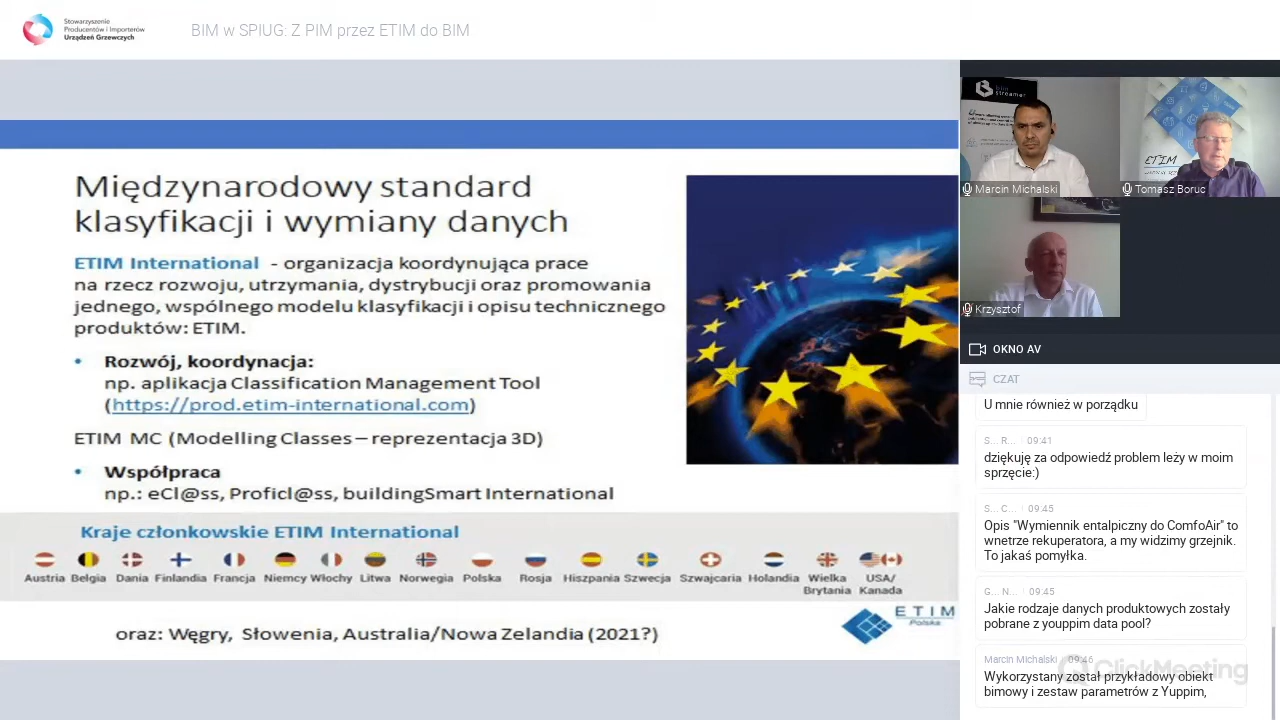 Stowarzyszenie
Producentów i Importerów
Urządzeń Grzewczych
BIM w SPIUG: Z PIM przez ETIM do BIM
Międzynarodowy standard
klasyfikacji i wymiany danych
ETIM International - organizacja koordynująca prace
na rzecz rozwoju, utrzymania, dystrybucji oraz promowania
jednego, wspólnego modelu klasyfikacji i opisu technicznego
produktów: ETIM.
• Rozwój, koordynacja:
np. aplikacja Classification Management Tool
(https://prod.etim-international.com)
ETIM MC (Modelling Classes – reprezentacja 3D)
• Współpraca
np.: eCl@ss, Proficl@ss, buildingSmart International
Kraje członkowskie ETIM International
Austria Belgia Dania Finlandia Francja Niemcy Włochy Litwa Norwegia Polska Rosja Hiszpania Szwecja Szwajcaria Holandia Wielka Brytania USA/ Kanada
oraz: Węgry, Słowenia, Australia/Nowa Zelandia (2021?)
ETIM
Polska
bim
streamer
ETIM
Marcin Michalski
Tomasz Boruc
Krzysztof
OKNO AV
CZAT
U mnie również w porządku
S... R... 09:41
dziękuję za odpowiedź problem leży w moim
sprzęcie:)
S... C... 09:45
Opis "Wymiennik entalpiczny do ComfoAir" to
wnetrze rekuperatora, a my widzimy grzejnik.
To jakaś pomyłka.
G... N... 09:45
Jakie rodzaje danych produktowych zostały
pobrane z youppim data pool?
Marcin Michalski 09:46
Wykorzystany został przykładowy obiekt
bimowy i zestaw parametrów z Yuppim,
ClickMeeting